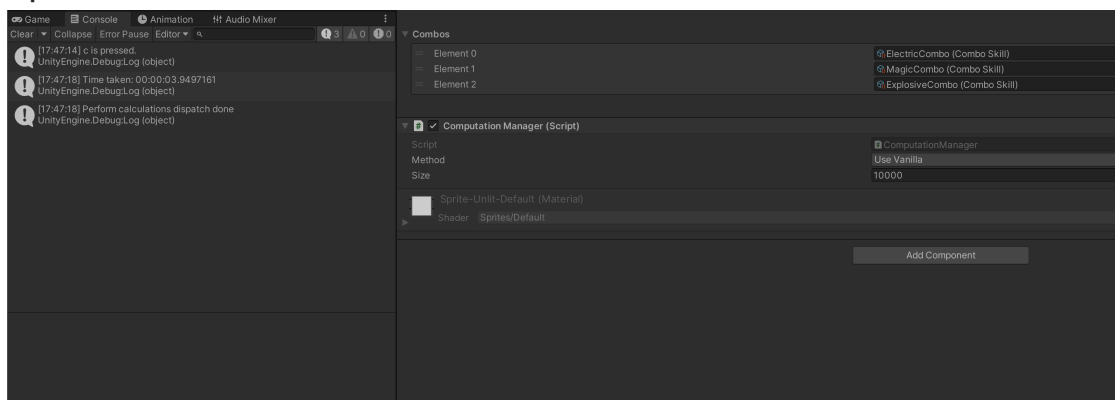 Game Console Animation Audio Mixer
Clear Collapse Error Pause Editor 3 0 0
[17:47:14] c is pressed.
UnityEngine.Debug:Log (object)
[17:47:18] Time taken: 00:00:03.9497161
UnityEngine.Debug:Log (object)
[17:47:18] Perform calculations dispatch done
UnityEngine.Debug:Log (object)
Combos
Element 0 ElectricCombo (Combo Skill)
Element 1 MagicCombo (Combo Skill)
Element 2 ExplosiveCombo (Combo Skill)
Computation Manager (Script)
Script ComputationManager
Method Use Vanilla
Size 10000
Sprite-Unlit-Default (Material)
Shader Sprites/Default
Add Component